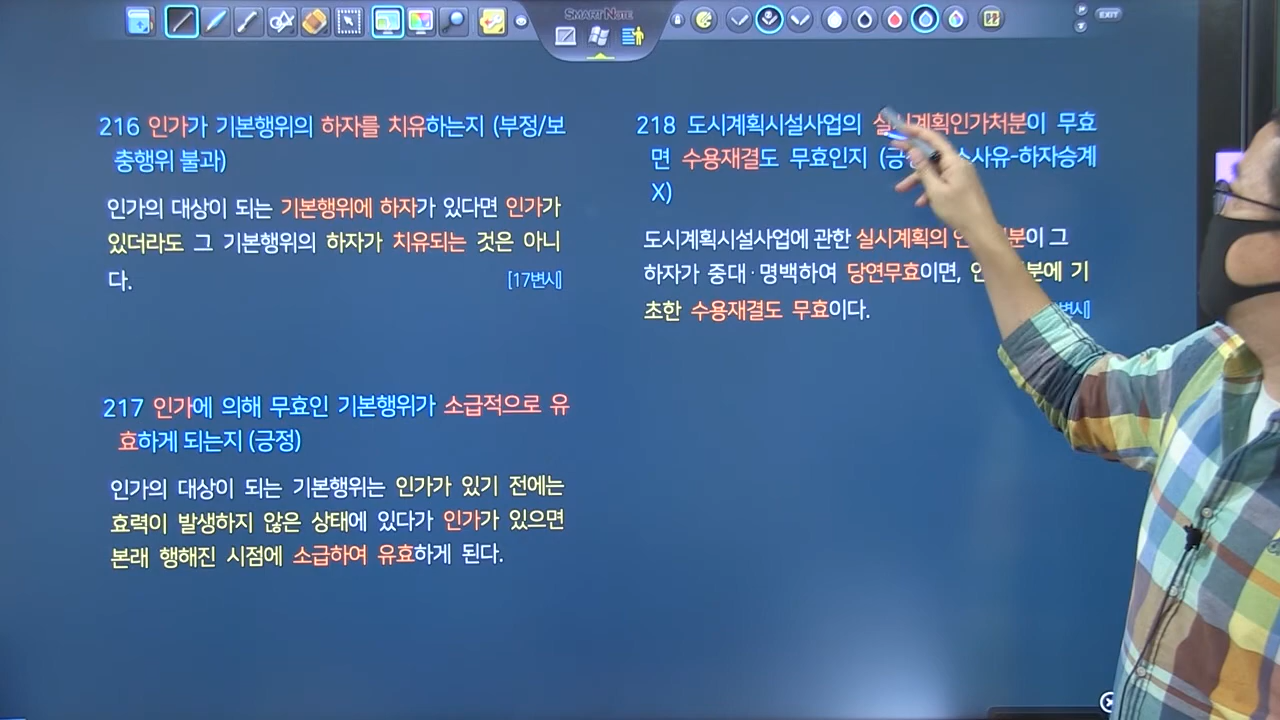 SMART NOTE
EXIT
216 인가가 기본행위의 하자를 치유하는지 (부정/보
충행위 불과)
인가의 대상이 되는 기본행위에 하자가 있다면 인가가
있더라도 그 기본행위의 하자가 치유되는 것은 아니
다. [17변시]
217 인가에 의해 무효인 기본행위가 소급적으로 유
효하게 되는지 (긍정)
인가의 대상이 되는 기본행위는 인가가 있기 전에는
효력이 발생하지 않은 상태에 있다가 인가가 있으면
본래 행해진 시점에 소급하여 유효하게 된다.
218 도시계획시설사업의 실시계획인가처분이 무효
면 수용재결도 무효인지 소사유-하자승계
X)
도시계획시설사업에 관한 실시계획의
하자가 중대·명백하여 당연무효이면,
초한 수용재결도 무효이다. 변시]